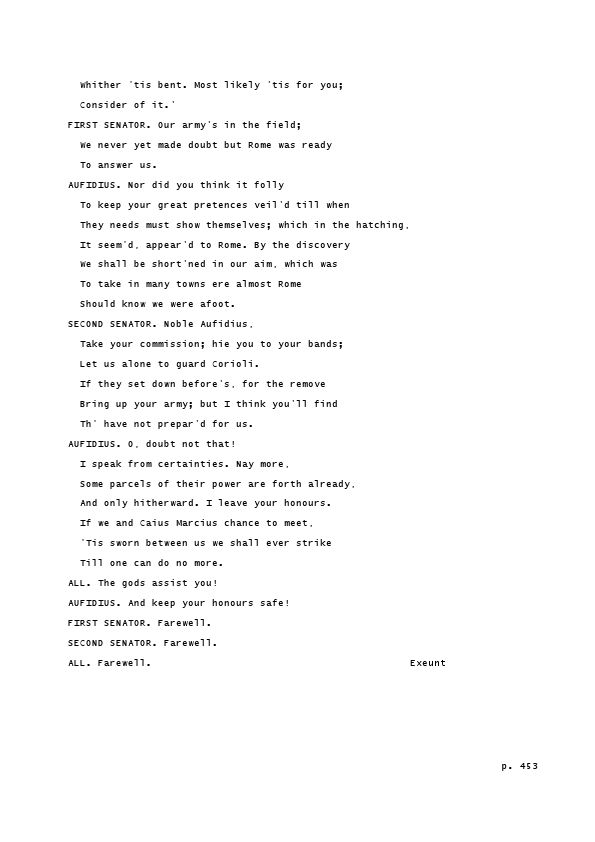 Whither 'tis bent. Most likely 'tis for you;
Consider of it.'
FIRST SENATOR. Our army's in the field;
We never yet made doubt but Rome was ready
To answer us.
AUFIDIUS. Nor did you think it folly
To keep your great pretences veil'd till when
They needs must show themselves; which in the hatching,
It seem'd, appear'd to Rome. By the discovery
We shall be short'ned in our aim, which was
To take in many towns ere almost Rome
Should know we were afoot.
SECOND SENATOR. Noble Aufidius,
Take your commission; hie you to your bands;
Let us alone to guard Corioli.
If they set down before's, for the remove
Bring up your army; but I think you'll find
Th' have not prepar'd for us.
AUFIDIUS. O, doubt not that!
I speak from certainties. Nay more,
Some parcels of their power are forth already,
And only hitherward. I leave your honours.
If we and Caius Marcius chance to meet,
'Tis sworn between us we shall ever strike
Till one can do no more.
ALL. The gods assist you!
AUFIDIUS. And keep your honours safe!
FIRST SENATOR. Farewell.
SECOND SENATOR. Farewell.
ALL. Farewell. Exeunt
p. 453